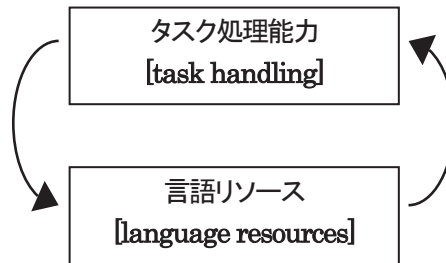 タスク処理能力
[task handling]
言語リソース
[language resources]